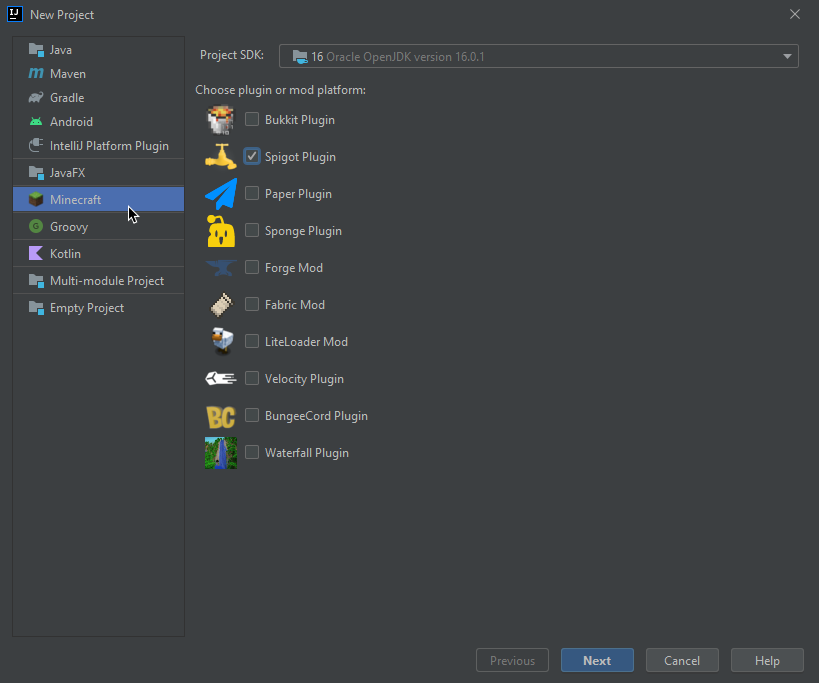 New Project
Java
Maven
Gradle
Android
IntelliJ Platform Plugin
JavaFX
Minecraft
Groovy
Kotlin
Multi-module Project
Empty Project
Project SDK: 16 Oracle OpenJDK version 16.0.1
Choose plugin or mod platform:
Bukkit Plugin
Spigot Plugin
Paper Plugin
Sponge Plugin
Forge Mod
Fabric Mod
LiteLoader Mod
Velocity Plugin
BC BungeeCord Plugin
Waterfall Plugin
Previous Next Cancel Help